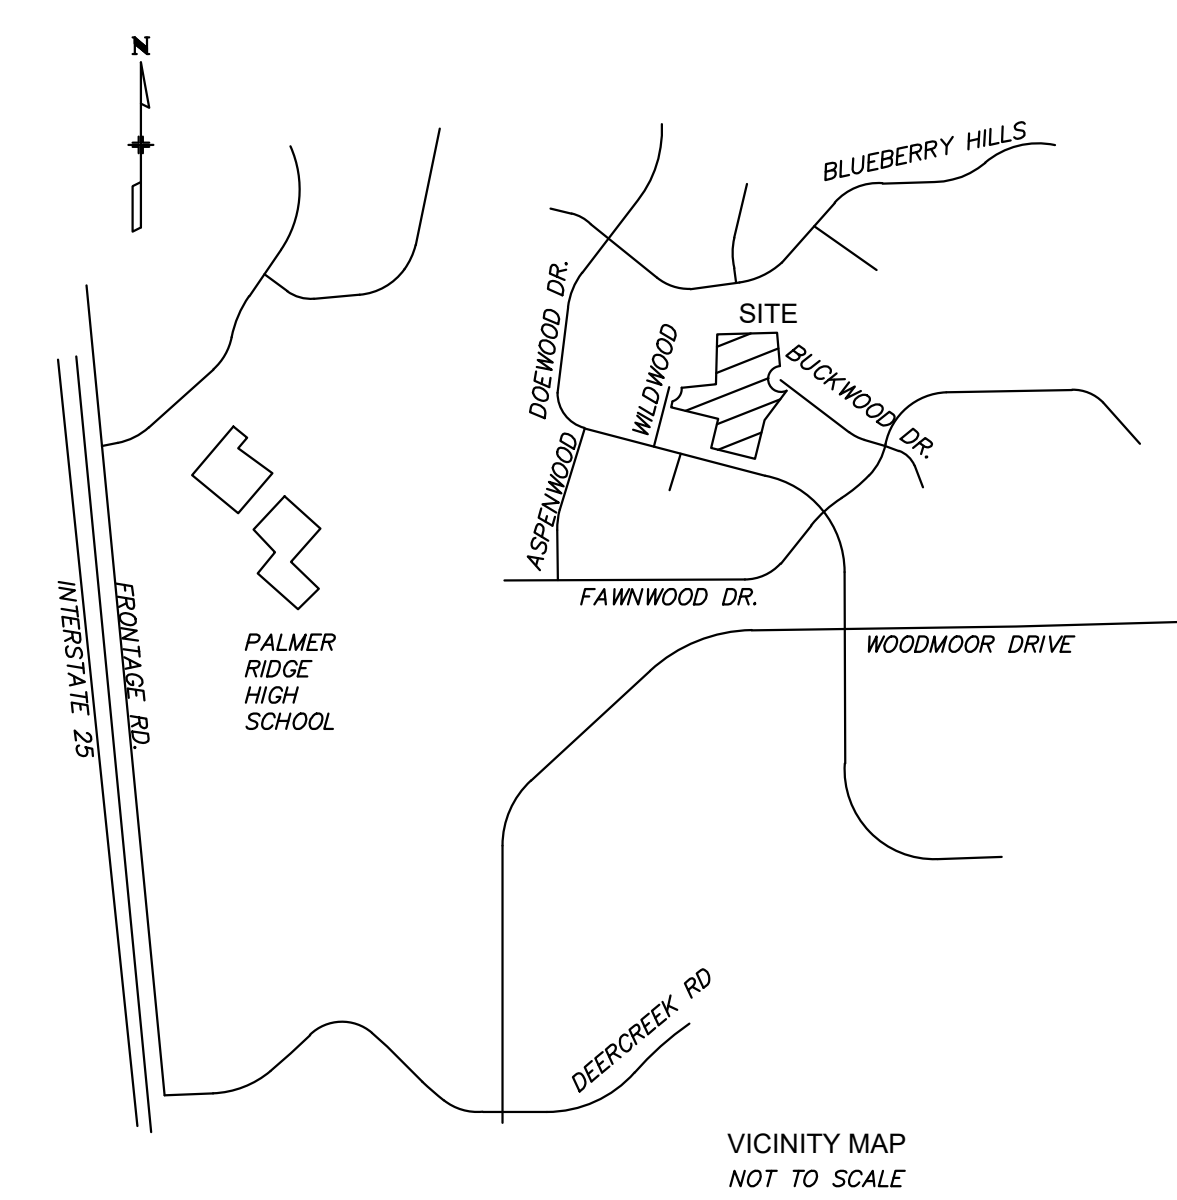 N
BLUEBERRY HILLS
DOEWOOD DR.
SITE
WILDWOOD
BUCKWOOD DR.
ASPENWOOD
FAWNWOOD DR.
INTERSTATE 25
FRONTAGE RD.
PALMER
RIDGE
HIGH
SCHOOL
WOODMOOR DRIVE
DEERCREEK RD
VICINITY MAP
NOT TO SCALE